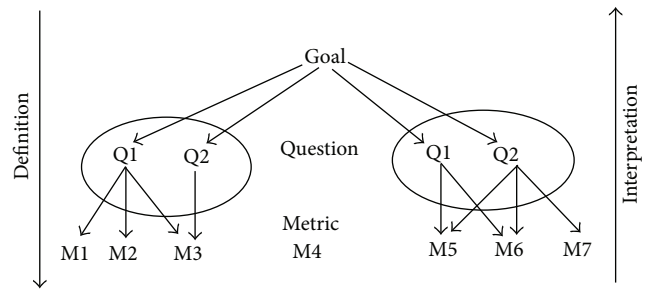 Goal
Definition
Interpretation
Q1 Q2 Question Q1 Q2
Metric
M1 M2 M3 M4 M5 M6 M7